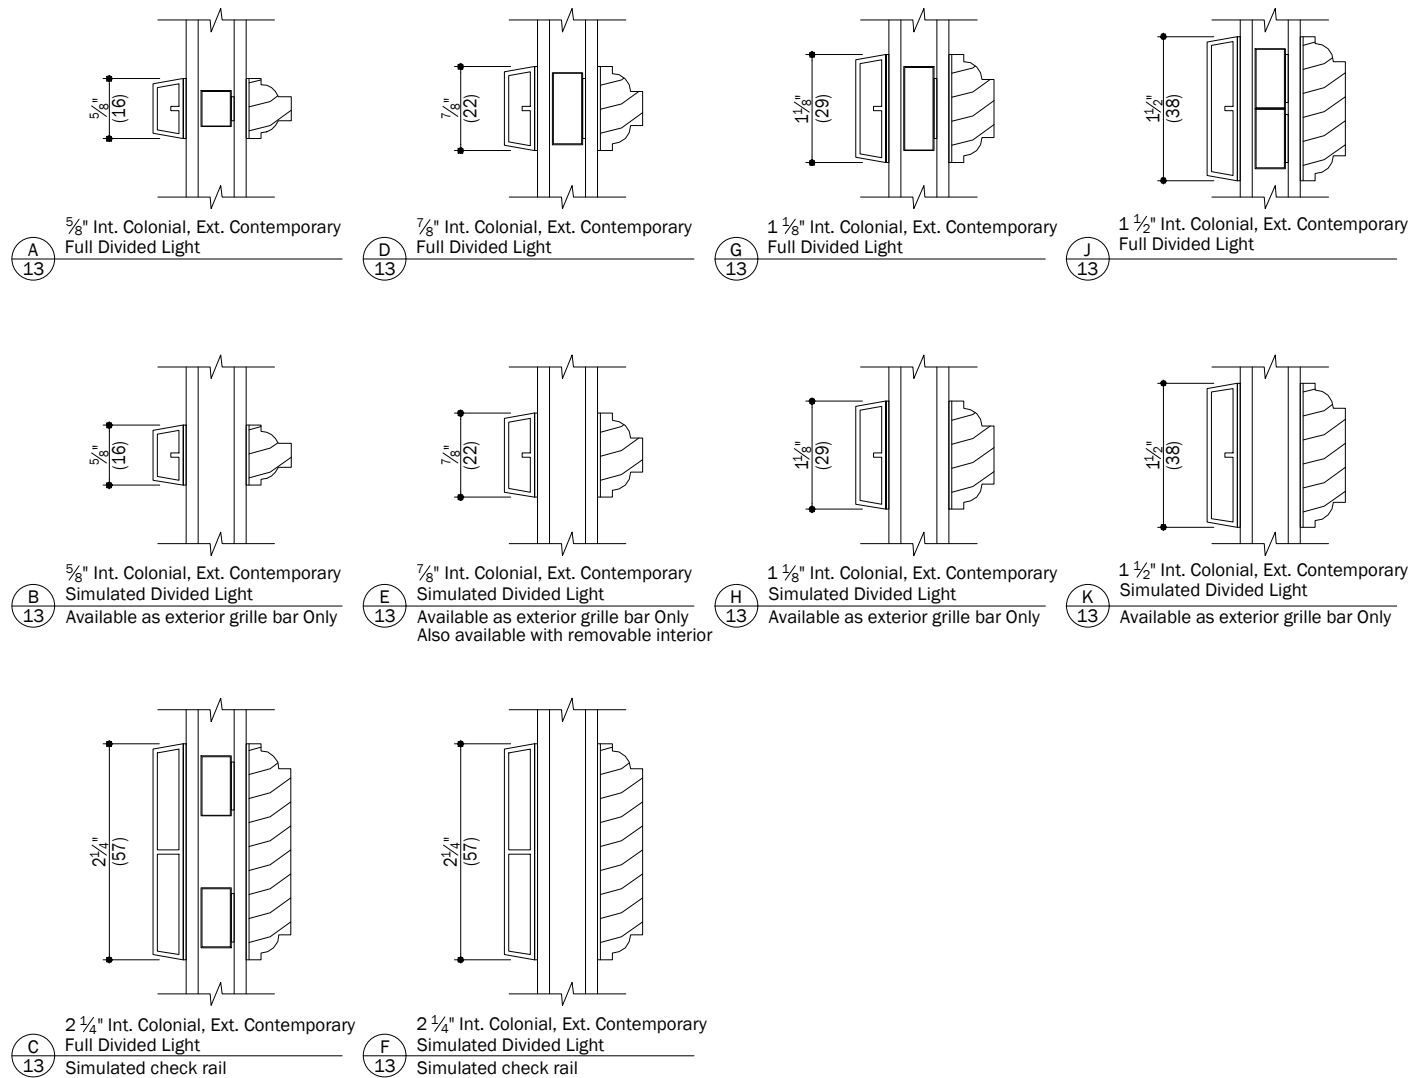 5/8"
(16)
A
13
5/8" Int. Colonial, Ext. Contemporary
Full Divided Light
7/8"
(22)
D
13
7/8" Int. Colonial, Ext. Contemporary
Full Divided Light
1 1/8"
(29)
G
13
1 1/8" Int. Colonial, Ext. Contemporary
Full Divided Light
1 1/2"
(38)
J
13
1 1/2" Int. Colonial, Ext. Contemporary
Full Divided Light
5/8"
(16)
B
13
5/8" Int. Colonial, Ext. Contemporary
Simulated Divided Light
Available as exterior grille bar Only
7/8"
(22)
E
13
7/8" Int. Colonial, Ext. Contemporary
Simulated Divided Light
Available as exterior grille bar Only
Also available with removable interior
1 1/8"
(29)
H
13
1 1/8" Int. Colonial, Ext. Contemporary
Simulated Divided Light
Available as exterior grille bar Only
1 1/2"
(38)
K
13
1 1/2" Int. Colonial, Ext. Contemporary
Simulated Divided Light
Available as exterior grille bar Only
2 1/4"
(57)
C
13
2 1/4" Int. Colonial, Ext. Contemporary
Full Divided Light
Simulated check rail
2 1/4"
(57)
F
13
2 1/4" Int. Colonial, Ext. Contemporary
Simulated Divided Light
Simulated check rail